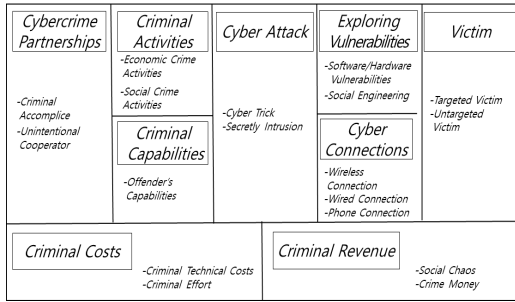 Cybercrime
Partnerships
-Criminal
Accomplice
-Unintentional
Cooperator
Criminal
Activities
-Economic Crime
Activities
-Social Crime
Activities
Criminal
Capabilities
-Offender's
Capabilities
Cyber Attack
-Cyber Trick
-Secretly Intrusion
Exploring
Vulnerabilities
-Software/Hardware
Vulnerabilities
-Social Engineering
Cyber
Connections
-Wireless
Connection
-Wired Connection
-Phone Connection
Victim
-Targeted Victim
-Untargeted
Victim
Criminal Costs
-Criminal Technical Costs
-Criminal Effort
Criminal Revenue
-Social Chaos
-Crime Money